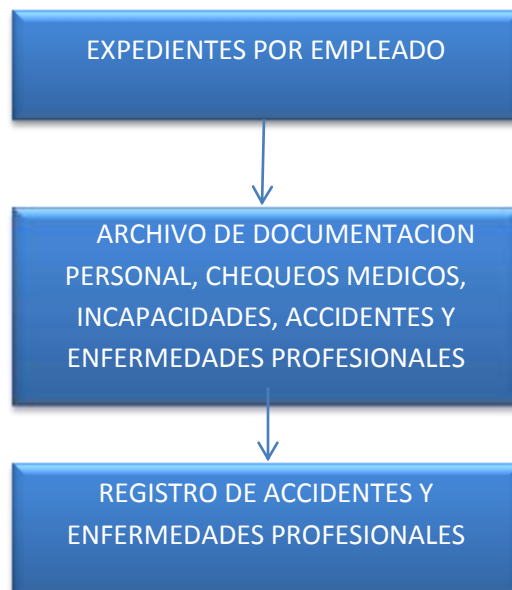 EXPEDIENTES POR EMPLEADO
ARCHIVO DE DOCUMENTACION
PERSONAL, CHEQUEOS MEDICOS,
INCAPACIDADES, ACCIDENTES Y
ENFERMEDADES PROFESIONALES
REGISTRO DE ACCIDENTES Y
ENFERMEDADES PROFESIONALES